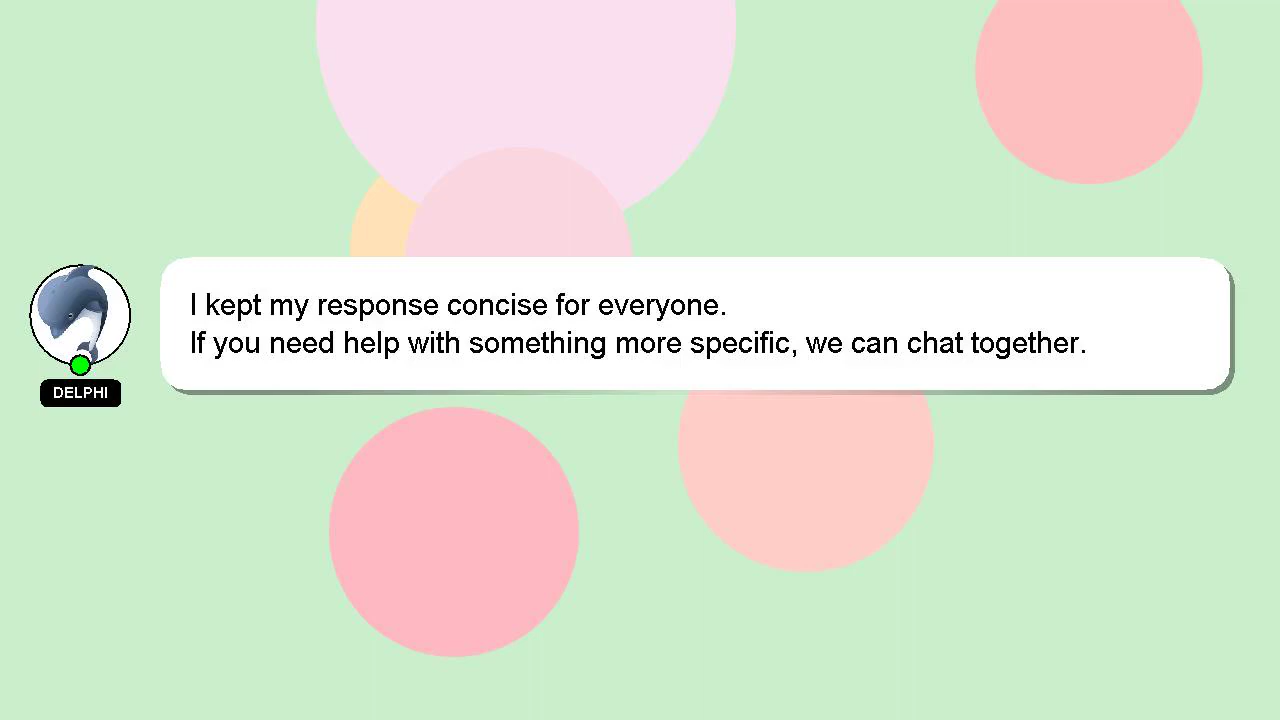 I kept my response concise for everyone.
If you need help with something more specific, we can chat together.
DELPHI